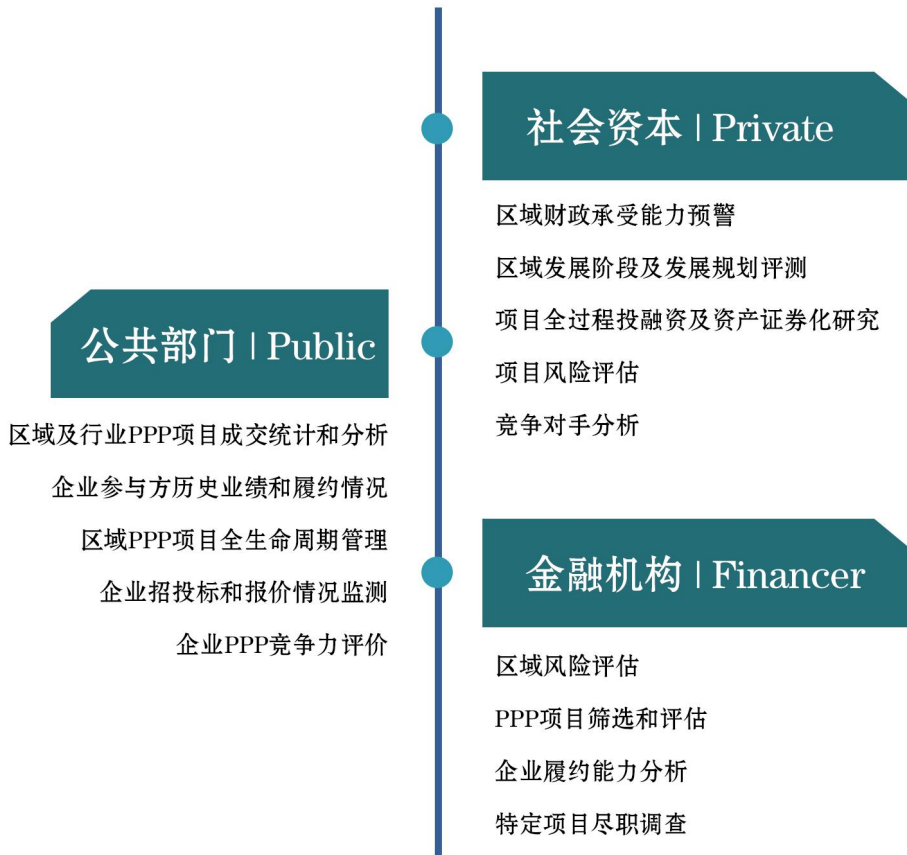 社会资本 | Private
区域财政承受能力预警
区域发展阶段及发展规划评测
项目全过程投融资及资产证券化研究
项目风险评估
竞争对手分析
公共部门 | Public
区域及行业PPP项目成交统计和分析
企业参与方历史业绩和履约情况
区域PPP项目全生命周期管理
企业招投标和报价情况监测
企业PPP竞争力评价
金融机构 | Financer
区域风险评估
PPP项目筛选和评估
企业履约能力分析
特定项目尽职调查